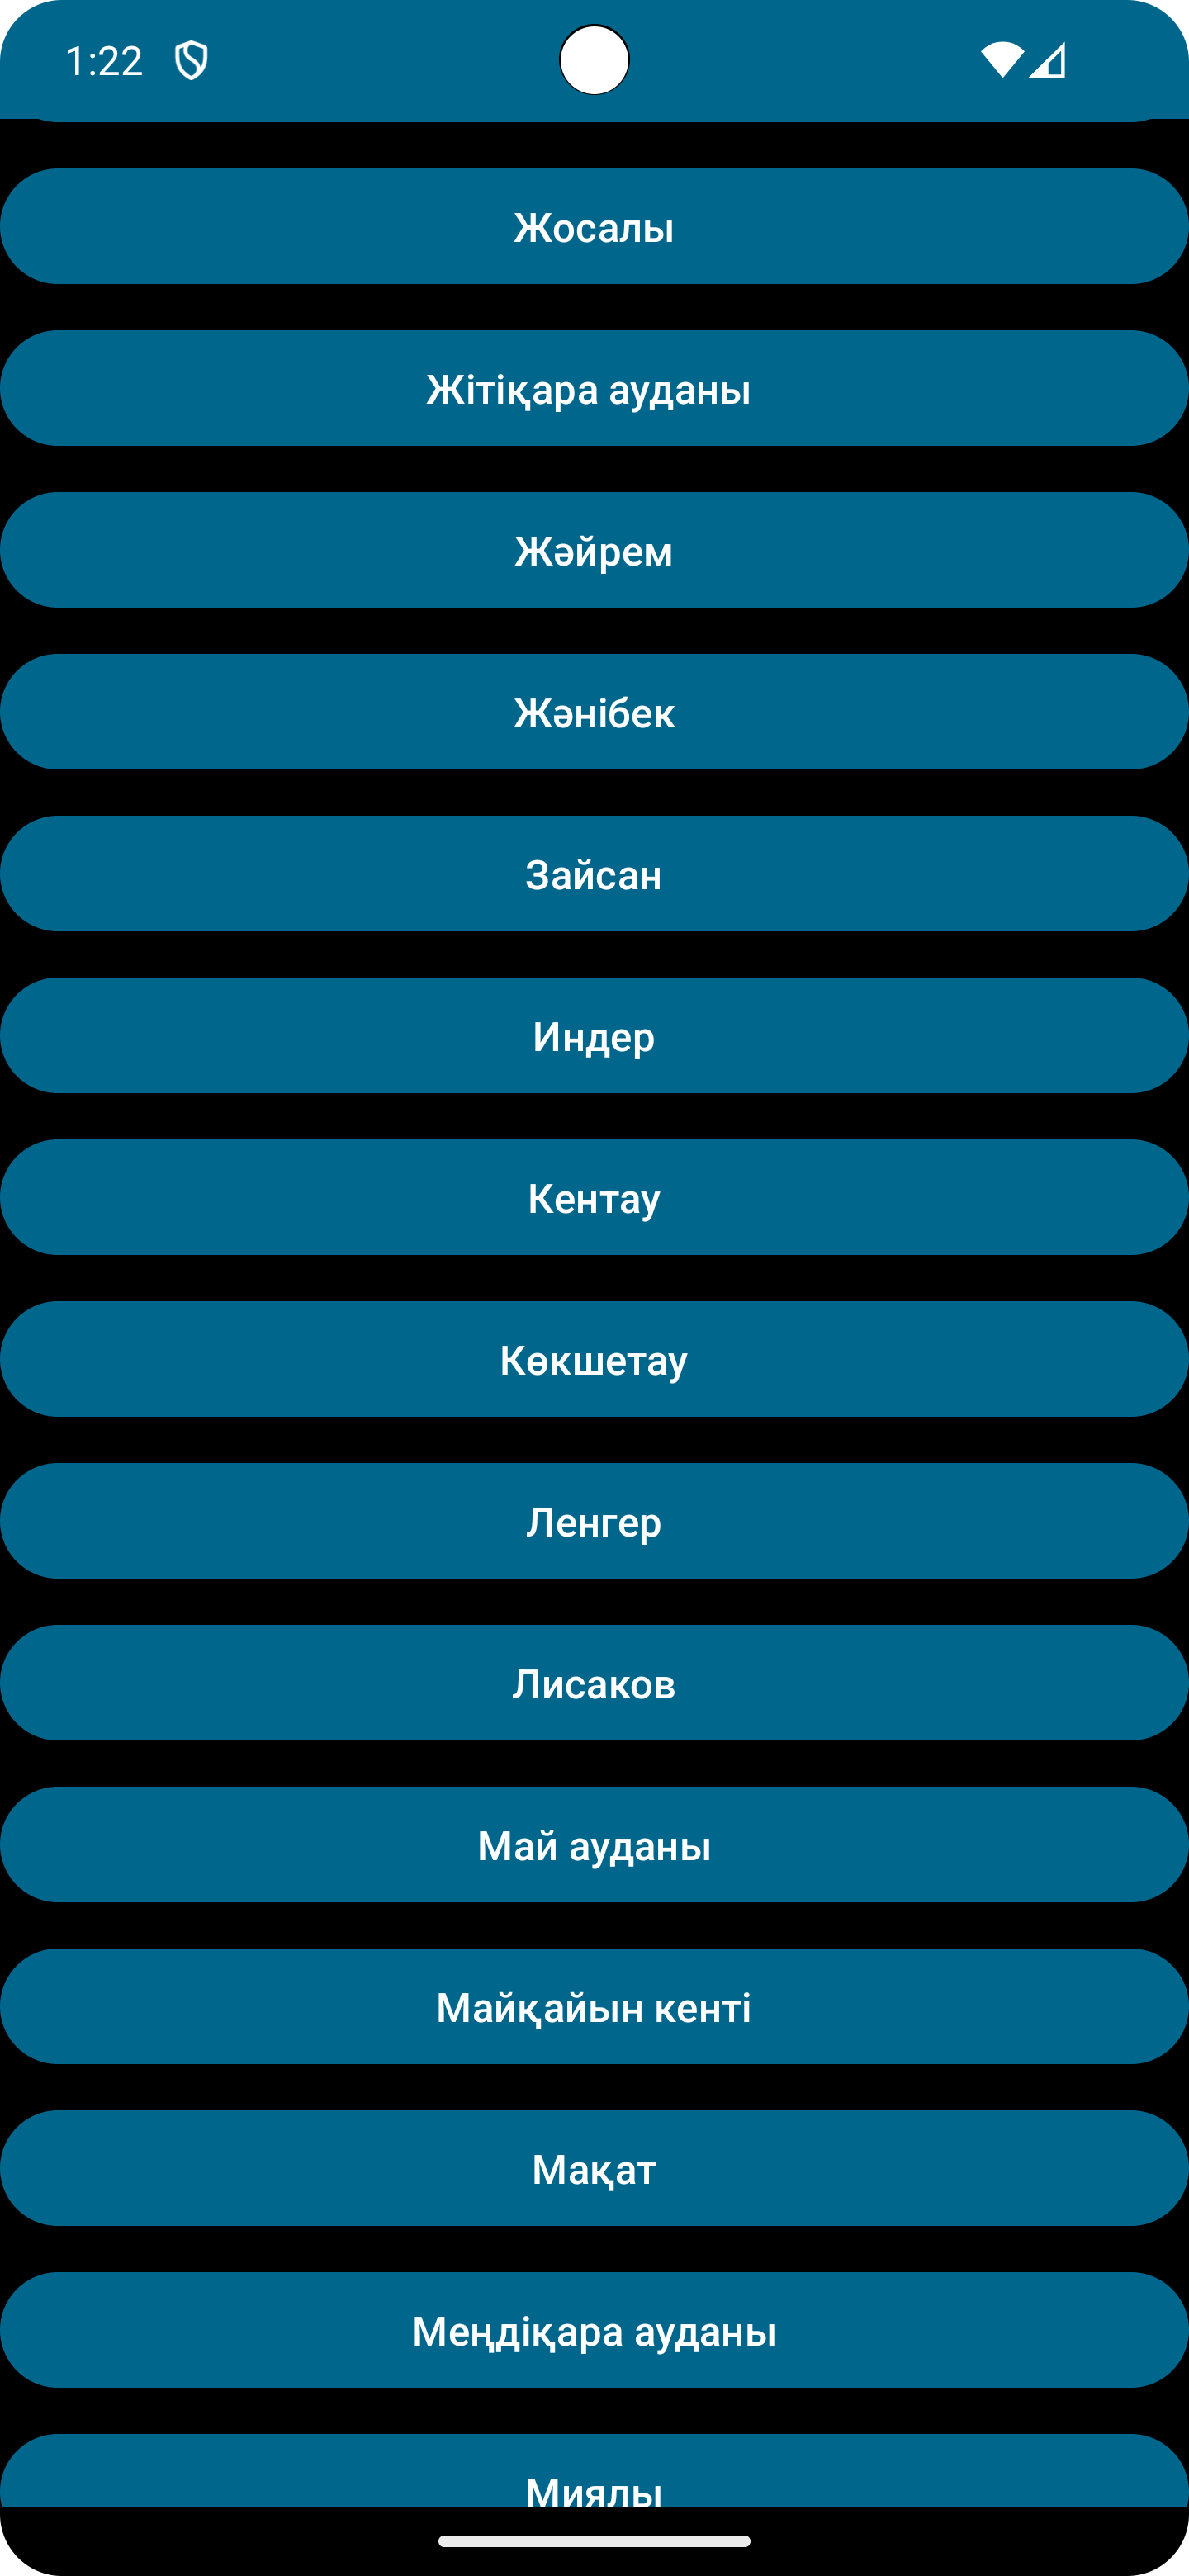 1:22
Жосалы
Жітіқара ауданы
Жәйрем
Жәнібек
Зайсан
Индер
Кентау
Көкшетау
Ленгер
Лисаков
Май ауданы
Майқайын кенті
Мақат
Меңдіқара ауданы
Миялы